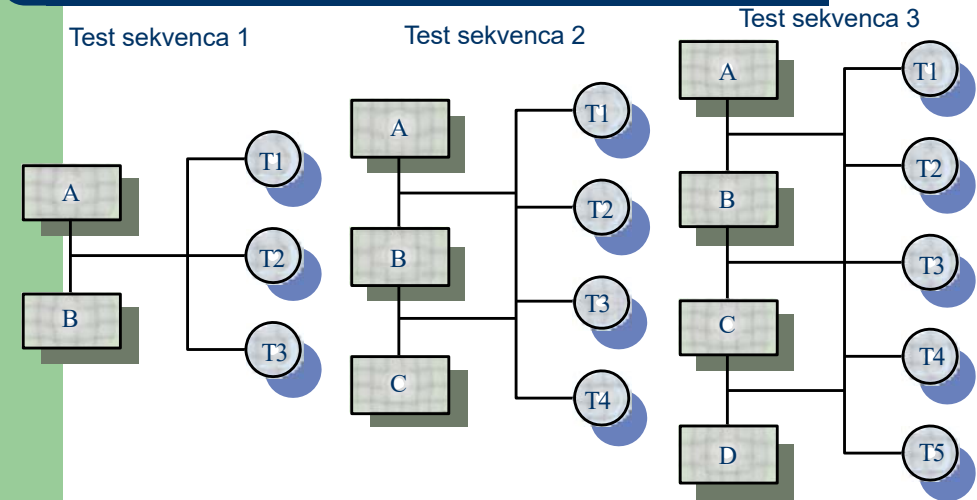 Test sekvenca 1
A
B
T1
T2
T3
Test sekvenca 2
A
B
C
T1
T2
T3
T4
Test sekvenca 3
A
B
C
D
T1
T2
T3
T4
T5